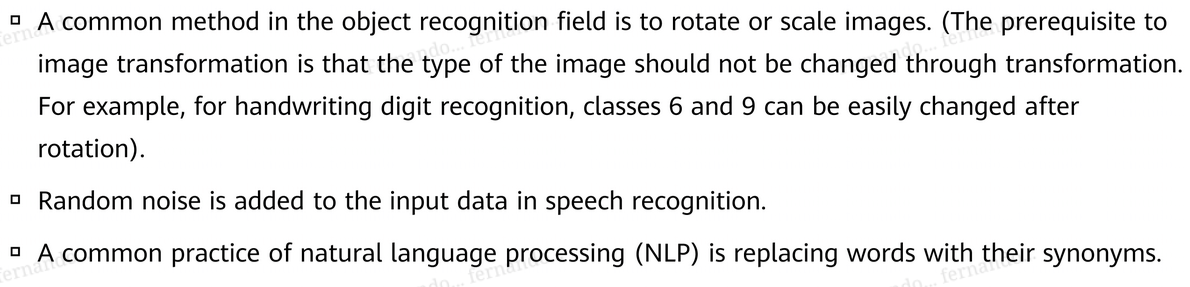 ▫ A common method in the object recognition field is to rotate or scale images. (The prerequisite to
image transformation is that the type of the image should not be changed through transformation.
For example, for handwriting digit recognition, classes 6 and 9 can be easily changed after
rotation).
▫ Random noise is added to the input data in speech recognition.
▫ A common practice of natural language processing (NLP) is replacing words with their synonyms.